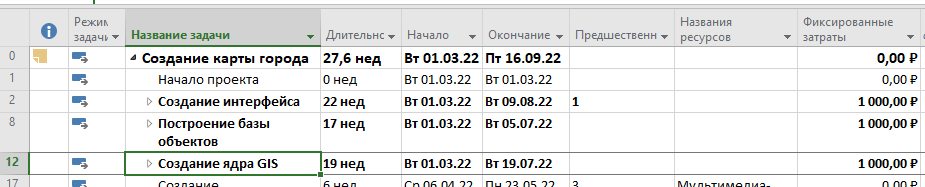 Режим задачи Название задачи Длительнс Начало Окончание Предшественн Названия ресурсов Фиксированные затраты
0 Создание карты города 27,6 нед Вт 01.03.22 Пт 16.09.22 0,00 ₽
1 Начало проекта 0 нед Вт 01.03.22 Вт 01.03.22 0,00 ₽
2 Создание интерфейса 22 нед Вт 01.03.22 Вт 09.08.22 1 1 000,00 ₽
8 Построение базы объектов 17 нед Вт 01.03.22 Вт 05.07.22 1 000,00 ₽
12 Создание ядра GIS 19 нед Вт 01.03.22 Вт 19.07.22 1 000,00 ₽
17 Создание 6 нед Ср 06.04.22 Пн 23.05.22 3 Мультимедиа- 0,00 ₽